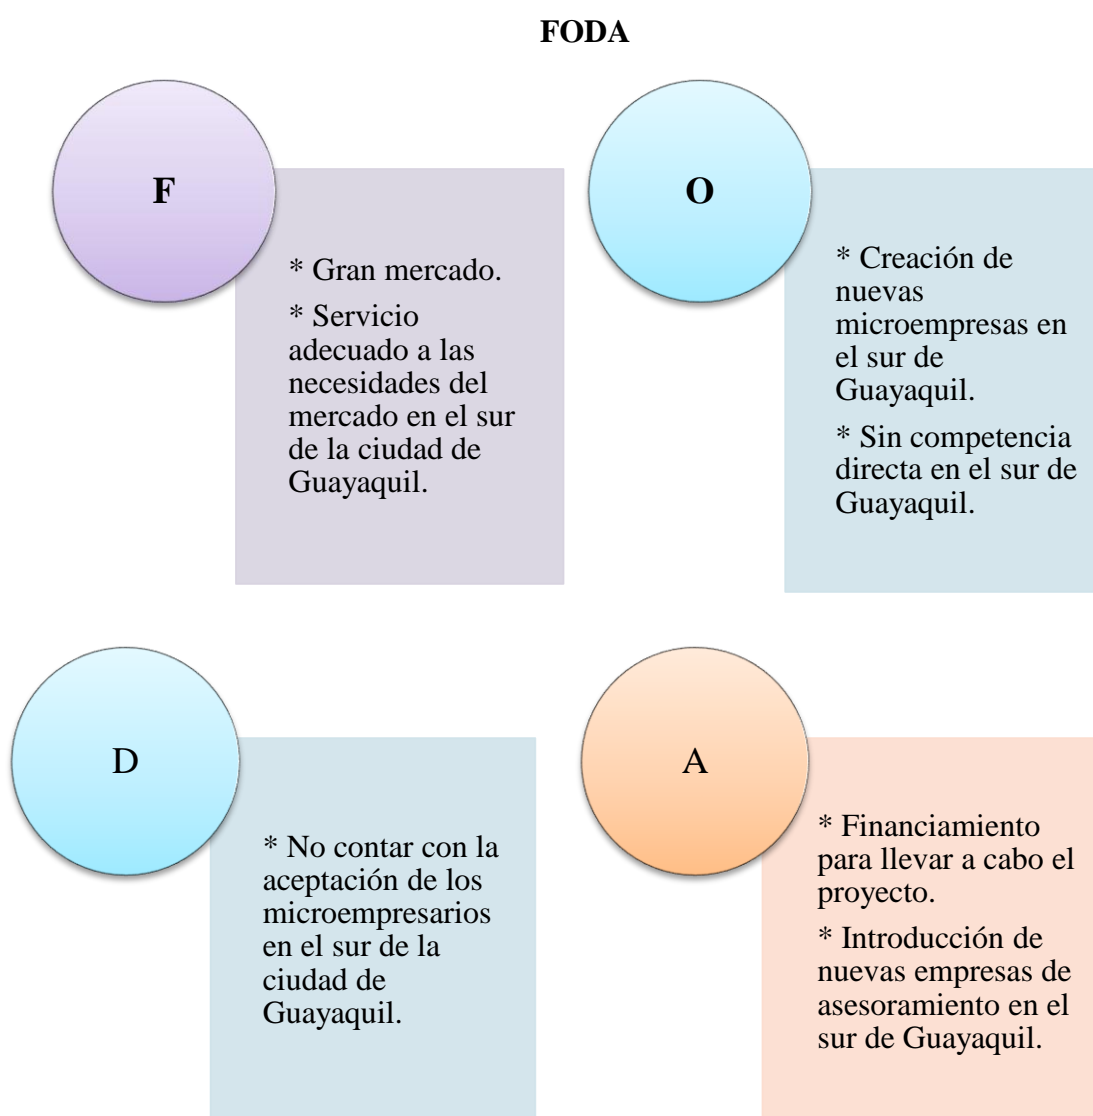 FODA
F
* Gran mercado.
* Servicio
adecuado a las
necesidades del
mercado en el sur
de la ciudad de
Guayaquil.
O
* Creación de
nuevas
microempresas en
el sur de
Guayaquil.
* Sin competencia
directa en el sur de
Guayaquil.
D
* No contar con la
aceptación de los
microempresarios
en el sur de la
ciudad de
Guayaquil.
A
* Financiamiento
para llevar a cabo el
proyecto.
* Introducción de
nuevas empresas de
asesoramiento en el
sur de Guayaquil.